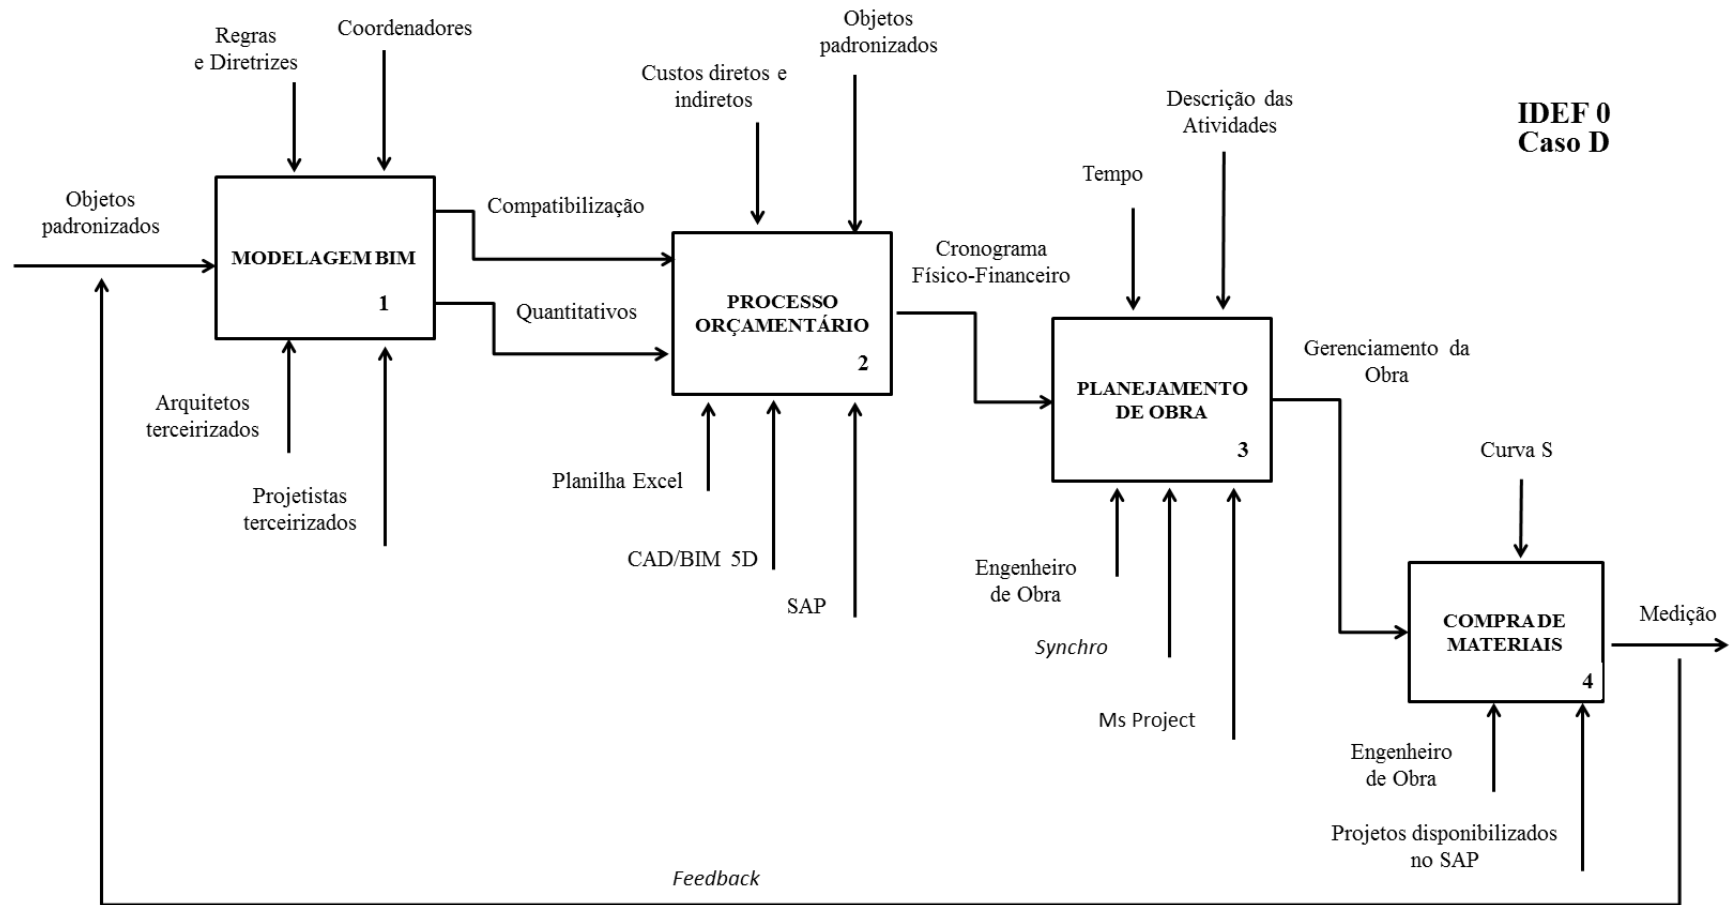 Regras
e Diretrizes
Coordenadores
Objetos
padronizados
Custos diretos e
indiretos
Descrição das
Atividades
IDEF 0
Caso D
Tempo
Objetos
padronizados
Compatibilização
MODELAGEM BIM
1
Cronograma
Físico-Financeiro
Quantitativos
PROCESSO
ORÇAMENTÁRIO
2
Gerenciamento da
Obra
PLANEJAMENTO
DE OBRA
3
Arquitetos
terceirizados
Projetistas
terceirizados
Planilha Excel
CAD/BIM 5D
SAP
Curva S
Engenheiro
de Obra
Synchro
Ms Project
COMPRA DE
MATERIAIS
4
Medição
Engenheiro
de Obra
Projetos disponibilizados
no SAP
Feedback